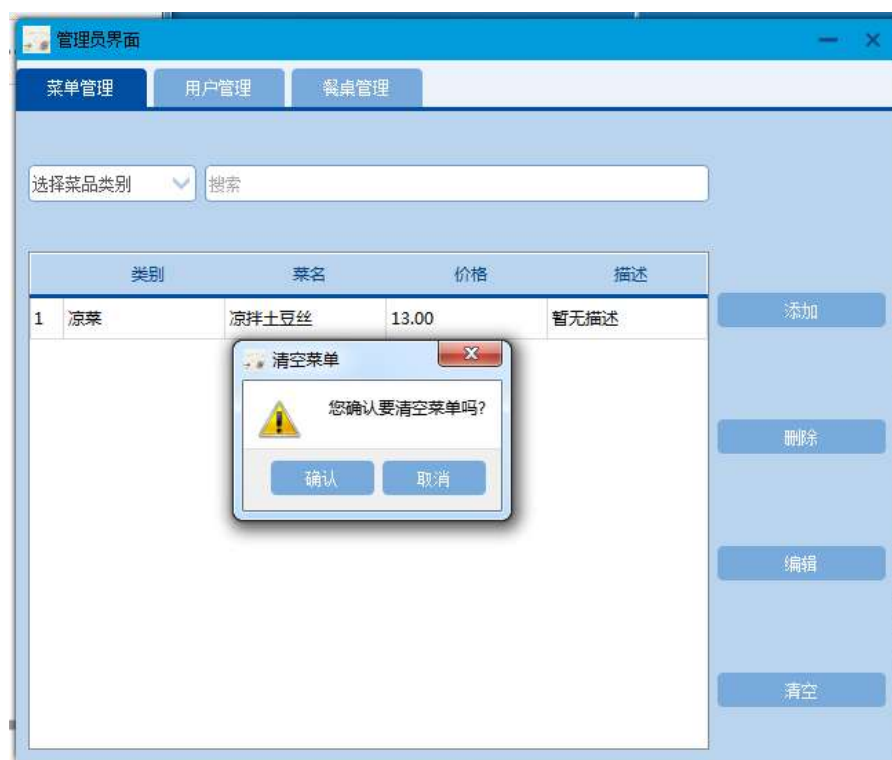 管理员界面
菜单管理 用户管理 餐桌管理
选择菜品类别 搜索
类别 菜名 价格 描述
1 凉菜 凉拌土豆丝 13.00 暂无描述
添加
清空菜单
您确认要清空菜单吗?
确认 取消
删除
编辑
清空